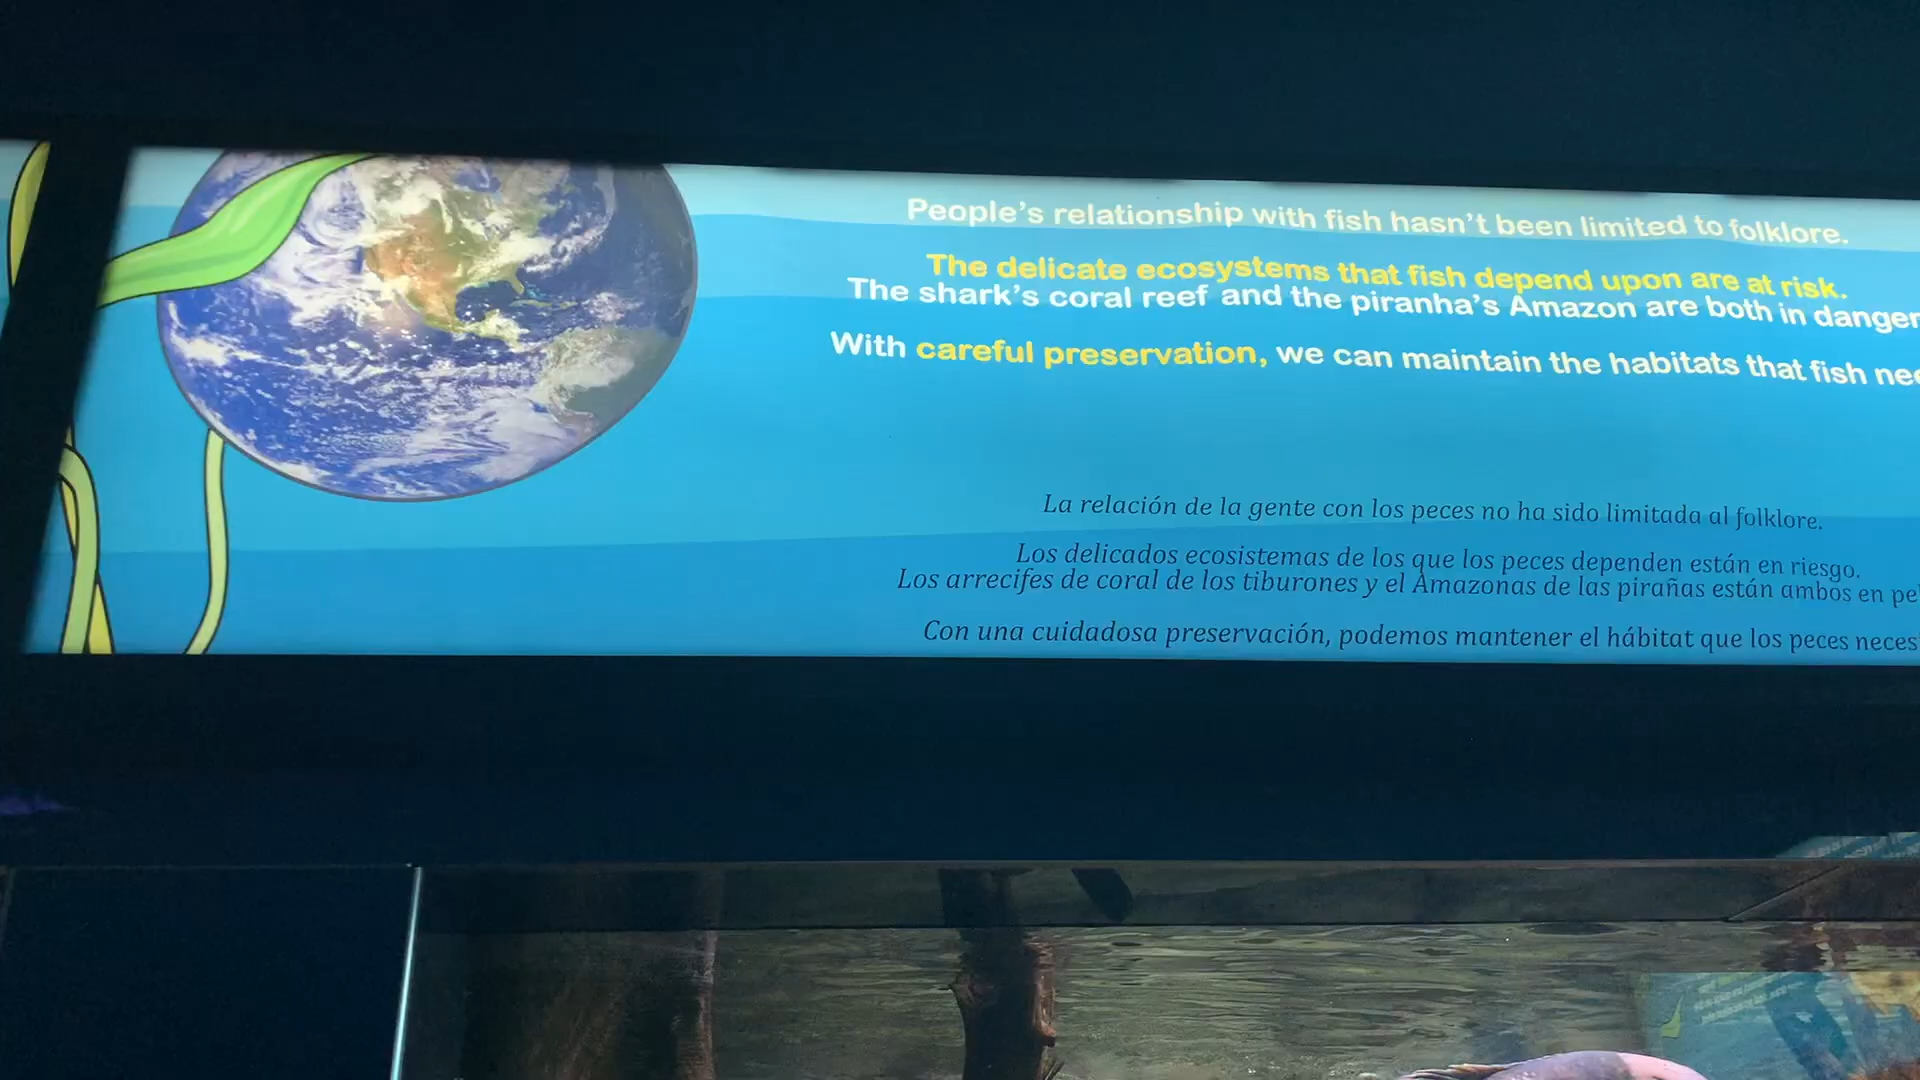 People's relationship with fish hasn't been limited to folklore.
The delicate ecosystems that fish depend upon are at risk.
The shark's coral reef and the piranha's Amazon are both in danger
With careful preservation, we can maintain the habitats that fish
La relación de la gente con los peces no ha sido limitada al folklore.
Los delicados ecosistemas de los que los peces dependen están en riesgo.
Los arrecifes de coral de los tiburones y el Amazonas de las pirañas están ambos en
Con una cuidadosa preservación, podemos mantener el hábitat que los peces